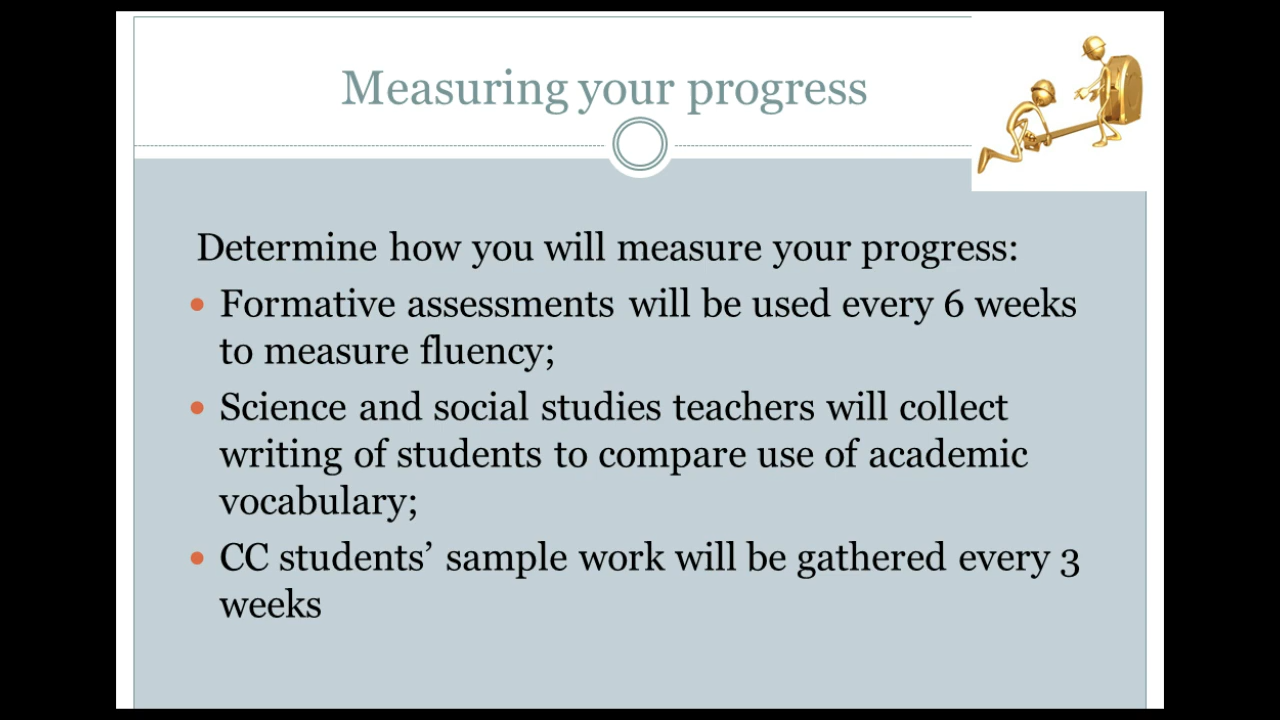 Measuring your progress
Determine how you will measure your progress:
• Formative assessments will be used every 6 weeks
to measure fluency;
• Science and social studies teachers will collect
writing of students to compare use of academic
vocabulary;
• CC students’ sample work will be gathered every 3
weeks